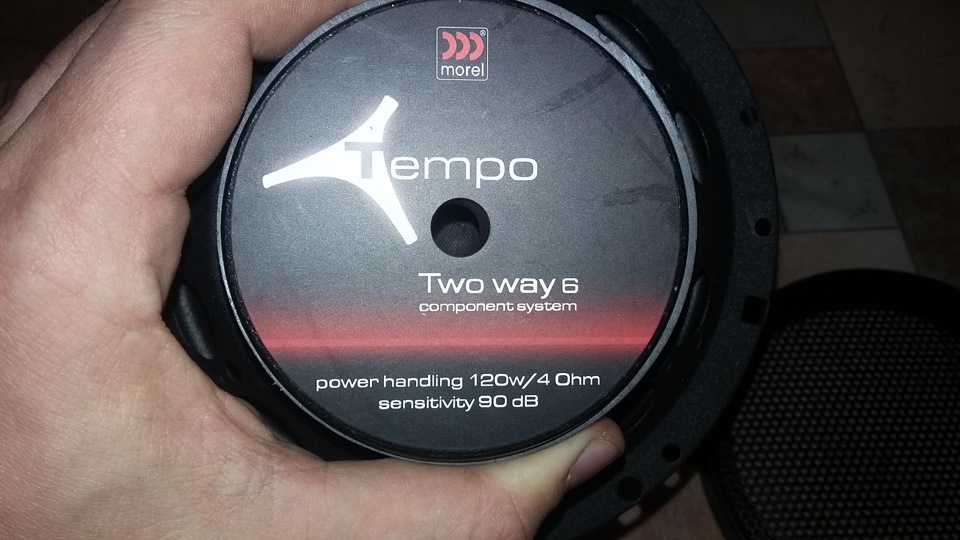 morel
Tempo
Two way 6
component system
power handling 120w/4 Ohm
sensitivity 90 dB